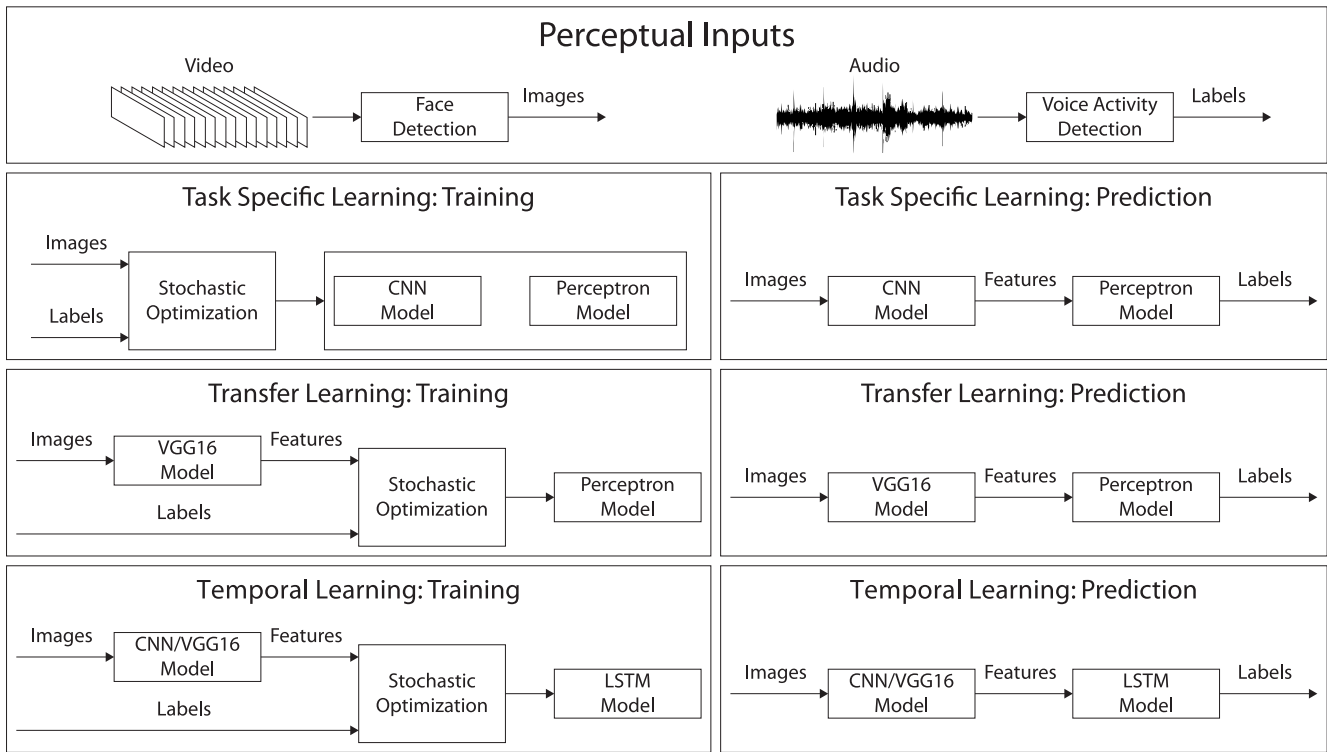 Perceptual Inputs
Video
Face
Detection
Images
Audio
Voice Activity
Detection
Labels
Task Specific Learning: Training
Images
Labels
Stochastic
Optimization
CNN
Model
Perceptron
Model
Task Specific Learning: Prediction
Images
CNN
Model
Features
Perceptron
Model
Labels
Transfer Learning: Training
Images
VGG16
Model
Features
Labels
Stochastic
Optimization
Perceptron
Model
Transfer Learning: Prediction
Images
VGG16
Model
Features
Perceptron
Model
Labels
Temporal Learning: Training
Images
CNN/VGG16
Model
Features
Labels
Stochastic
Optimization
LSTM
Model
Temporal Learning: Prediction
Images
CNN/VGG16
Model
Features
LSTM
Model
Labels